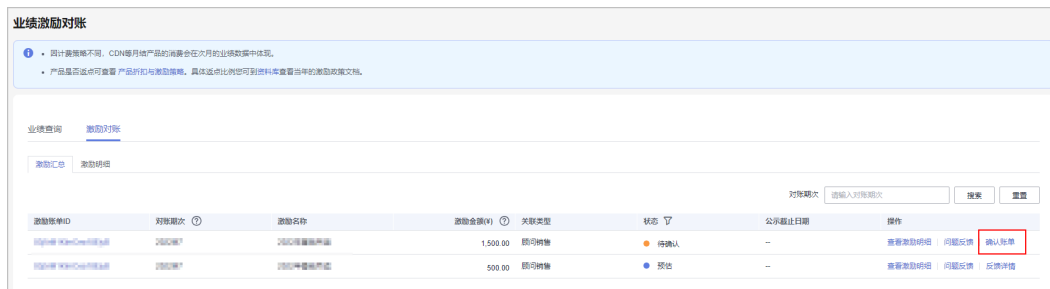 业绩激励对账
• 因计费策略不同，CDN等月结产品的消费会在次月的业绩数据中体现。
• 产品是否返点可查看 产品折扣与激励策略。具体返点比例您可到资料库查看当年的激励政策文档。
业绩查询 激励对账
激励汇总 激励明细
对账期次 请输入对账期次 搜索 重置
激励账单ID 对账期次 激励名称 激励金额(¥) 关联类型 状态 公示截止日期 操作
1,500.00 顾问销售 待确认 -- 查看激励明细 问题反馈 确认账单
500.00 顾问销售 预估 -- 查看激励明细 问题反馈 反馈详情